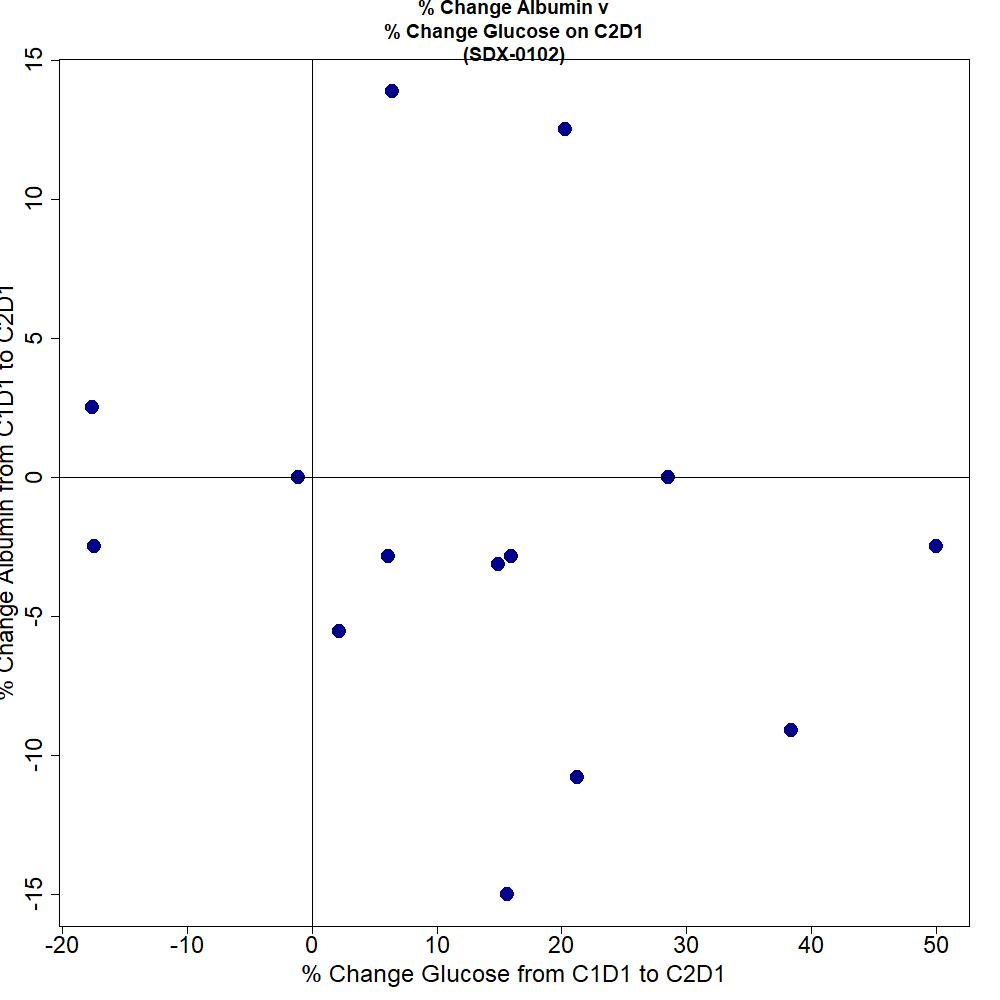 % Change Albumin v
% Change Glucose on C2D1
(SDX-0102)
% Change Albumin from C1D1 to C2D1
15
10
5
0
-5
-10
-15
-20 -10 0 10 20 30 40 50
% Change Glucose from C1D1 to C2D1